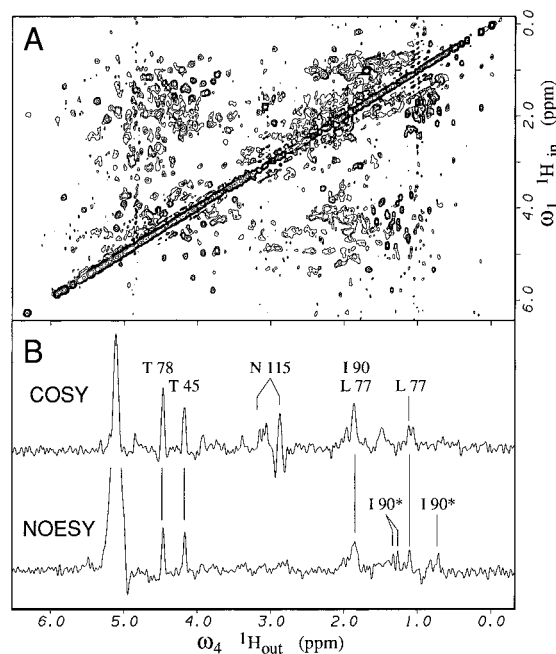 A
0.0
2.0
4.0
6.0
ω1 1H in (ppm)
B
COSY
T 78
T 45
N 115
I 90
L 77
L 77
NOESY
I 90*
I 90*
6.0 5.0 4.0 3.0 2.0 1.0 0.0
ω4 1Hout (ppm)